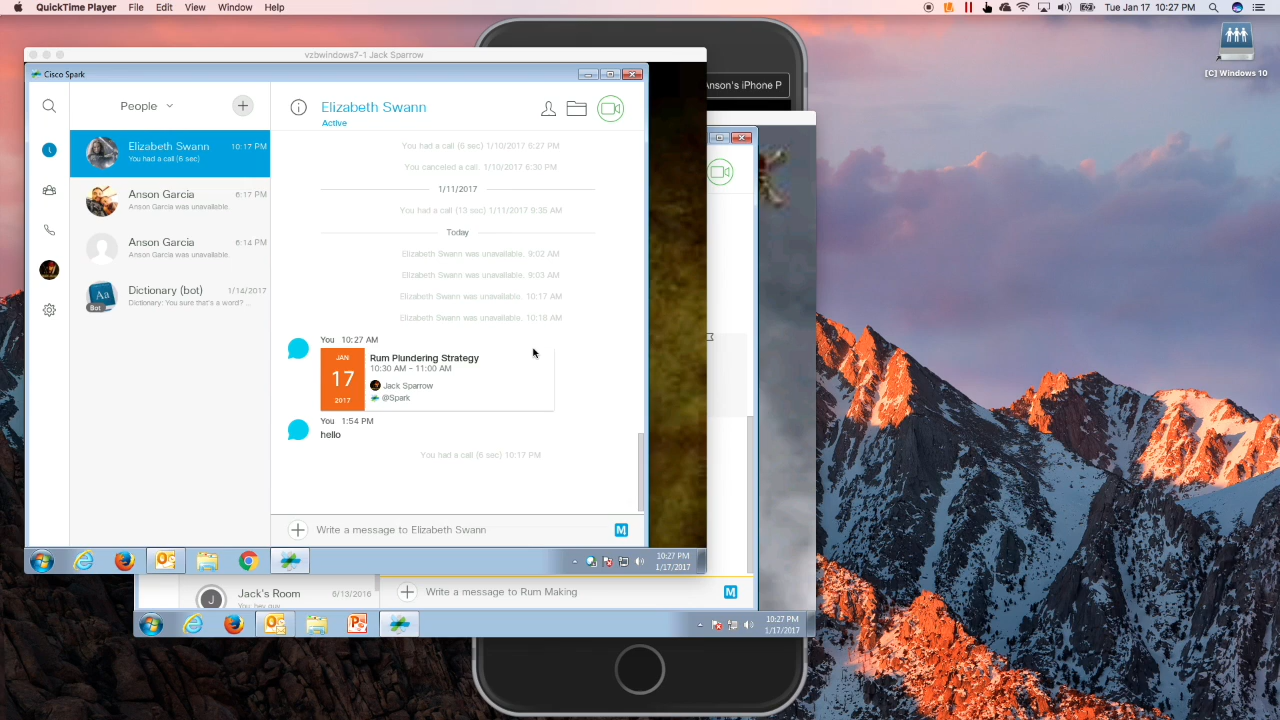 QuickTime Player File Edit View Window Help
Tue Jan 17 10:27 PM
[C] Windows 10
vzbwindows7-1 Jack Sparrow
Anson's iPhone P
Cisco Spark
People
Elizabeth Swann
Active
Elizabeth Swann 10:17 PM
You had a call (6 sec)
Anson Garcia 6:17 PM
Anson Garcia was unavailable.
Anson Garcia 6:14 PM
Anson Garcia was unavailable.
Dictionary (bot) 1/14/2017
Dictionary: You sure that's a word? ...
Aa
Bot
You had a call (6 sec) 1/10/2017 6:27 PM
You canceled a call. 1/10/2017 6:30 PM
1/11/2017
You had a call (13 sec) 1/11/2017 9:35 AM
Today
Elizabeth Swann was unavailable. 9:02 AM
Elizabeth Swann was unavailable. 9:03 AM
Elizabeth Swann was unavailable. 10:17 AM
Elizabeth Swann was unavailable. 10:18 AM
You 10:27 AM
JAN
17
2017
Rum Plundering Strategy
10:30 AM - 11:00 AM
Jack Sparrow
@Spark
You 1:54 PM
hello
You had a call (6 sec) 10:17 PM
Write a message to Elizabeth Swann
M
10:27 PM
1/17/2017
J
Jack's Room 6/13/2016
You: hey guy
Write a message to Rum Making
M
10:27 PM
1/17/2017